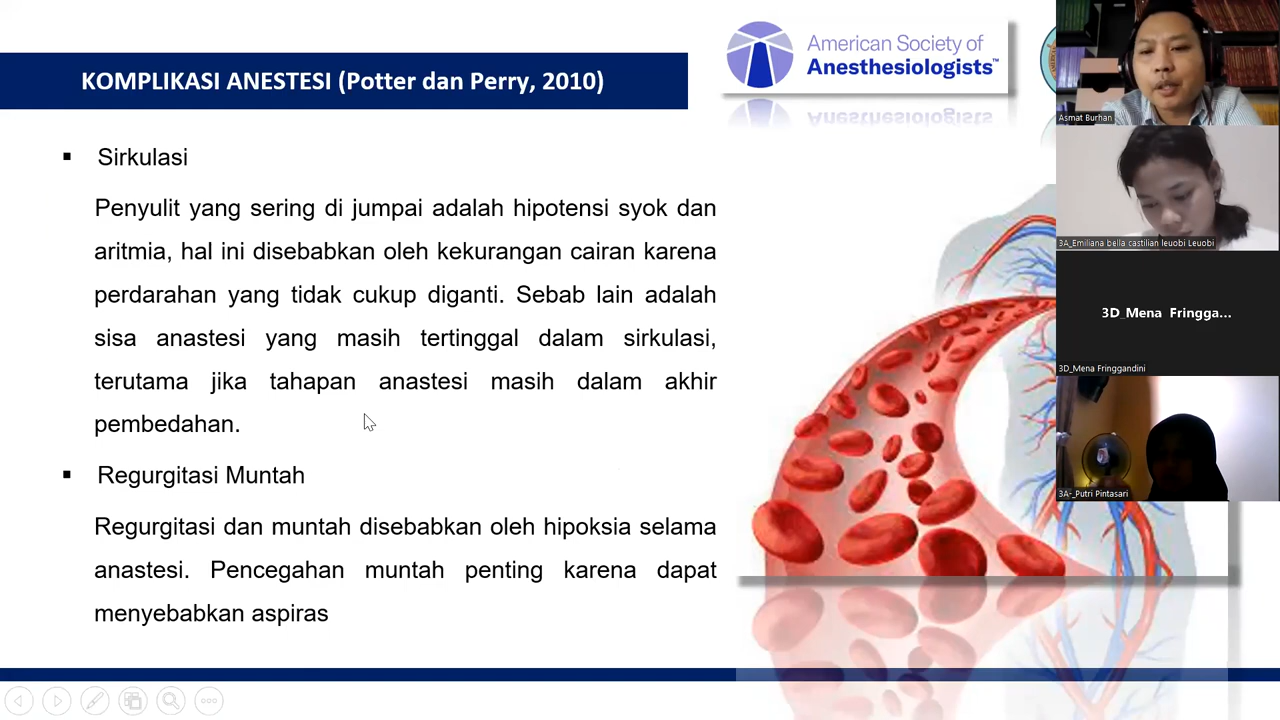 KOMPLIKASI ANESTESI (Potter dan Perry, 2010)
American Society of
Anesthesiologists™
▪ Sirkulasi
Penyulit yang sering di jumpai adalah hipotensi syok dan
aritmia, hal ini disebabkan oleh kekurangan cairan karena
perdarahan yang tidak cukup diganti. Sebab lain adalah
sisa anastesi yang masih tertinggal dalam sirkulasi,
terutama jika tahapan anastesi masih dalam akhir
pembedahan.
▪ Regurgitasi Muntah
Regurgitasi dan muntah disebabkan oleh hipoksia selama
anastesi. Pencegahan muntah penting karena dapat
menyebabkan aspiras
Asmat Burhan
3A_Emiliana bella castilian leuobi Leuobi
3D_Mena Fringga...
3D_Mena Fringgandini
3A-_Putri Pintasari